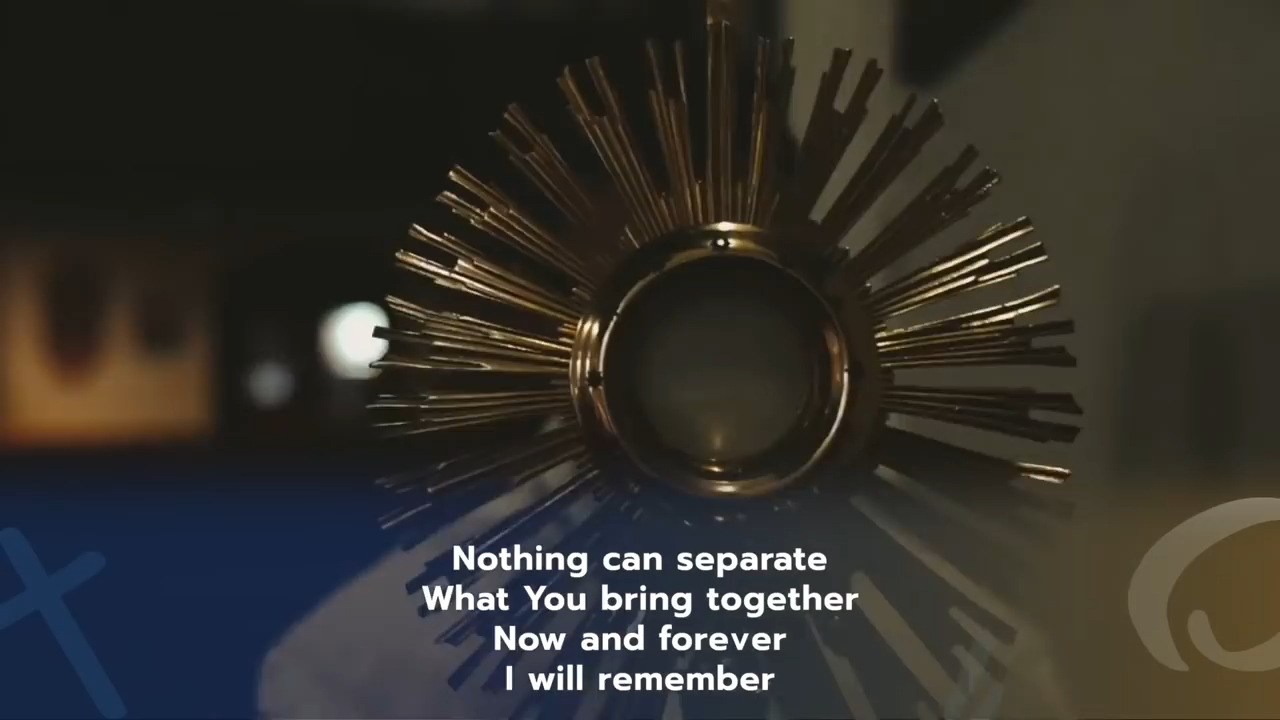 Nothing can separate
What You bring together
Now and forever
I will remember